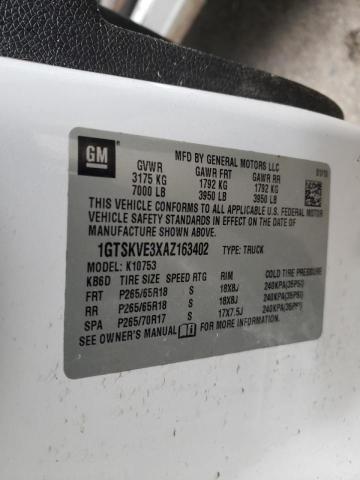 GM
MFD BY GENERAL MOTORS LLC
GVWR GAWR FRT GAWR RR
3175 KG 1792 KG 1792 KG
7000 LB 3950 LB 3950 LB
THIS VEHICLE CONFORMS TO ALL APPLICABLE U.S. FEDERAL MOTOR
VEHICLE SAFETY STANDARDS IN EFFECT ON THE DATE OF
MANUFACTURE SHOWN ABOVE.
1GTSKVE3XAZ163402 TYPE: TRUCK
MODEL: K10753
KB6D TIRE SIZE SPEED RTG RIM COLD TIRE PRESSURE
FRT P265/65R18 S 18X8J 240KPA(35PSI)
RR P265/65R18 S 18X8J 240KPA(35PSI)
SPA P265/70R17 S 17X7.5J 240KPA(35PSI)
SEE OWNER'S MANUAL FOR MORE INFORMATION.